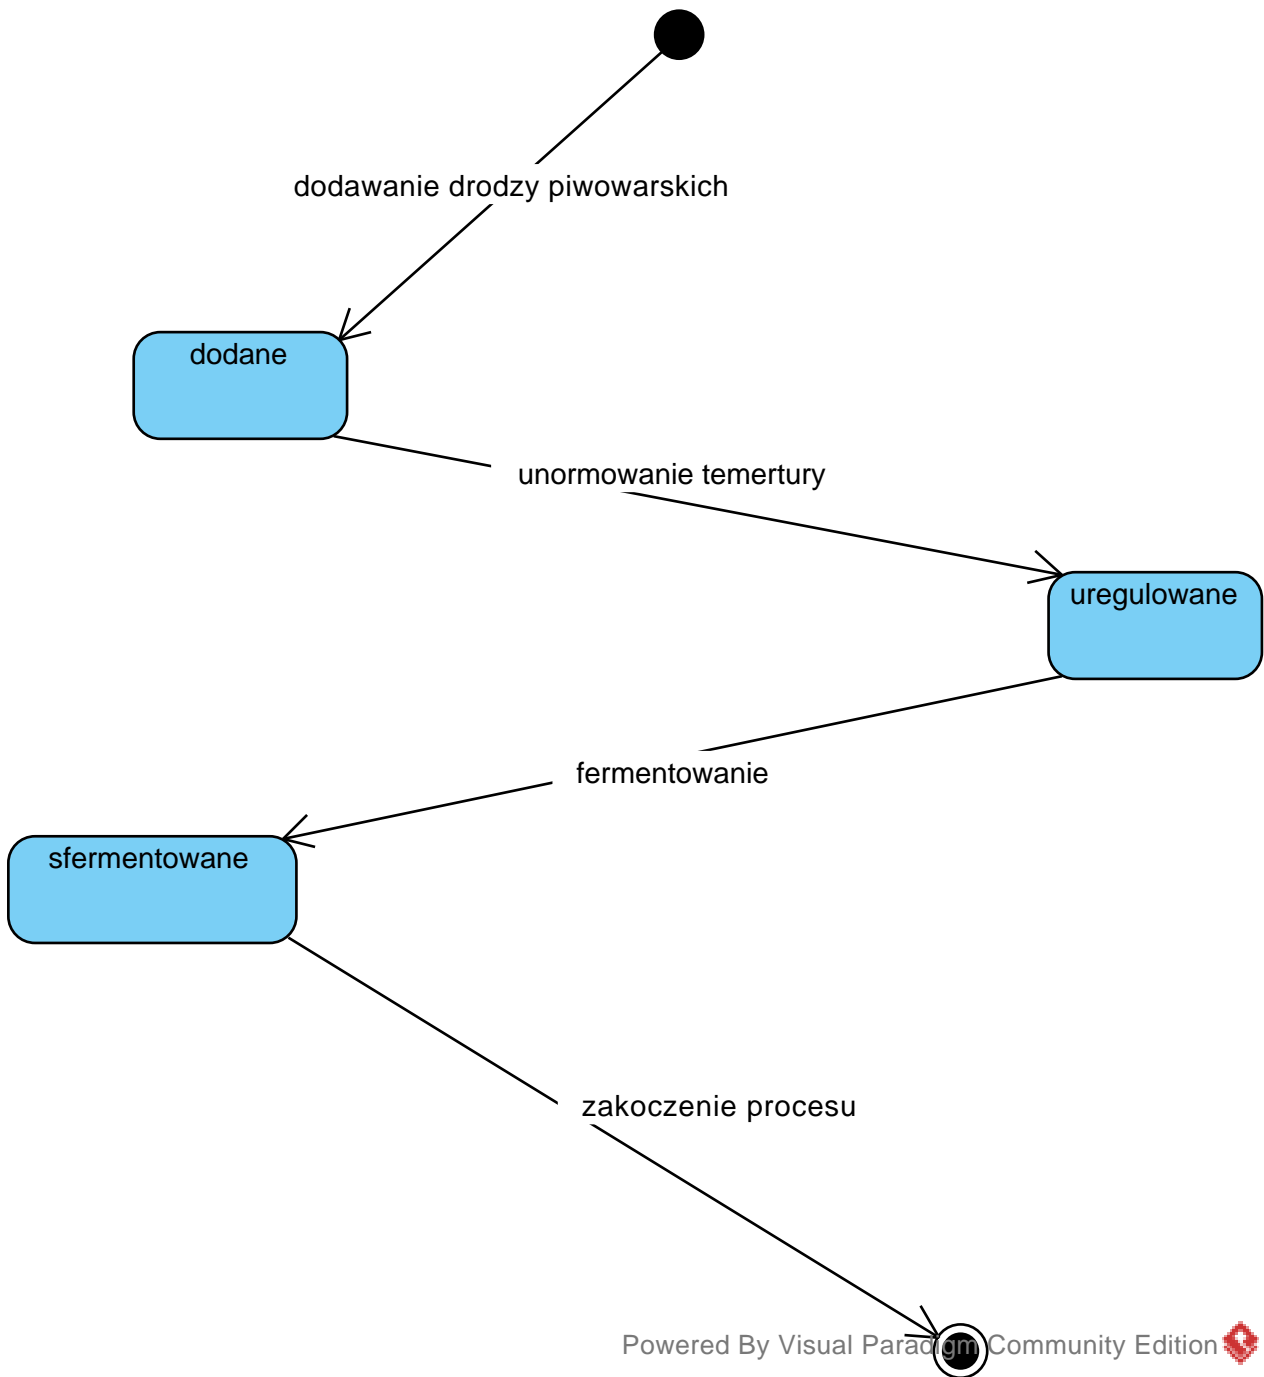 dodawanie drodzy piwowarskich
dodane
unormowanie temertury
uregulowane
fermentowanie
sfermentowane
zakoczenie procesu
Powered By Visual Paradigm Community Edition